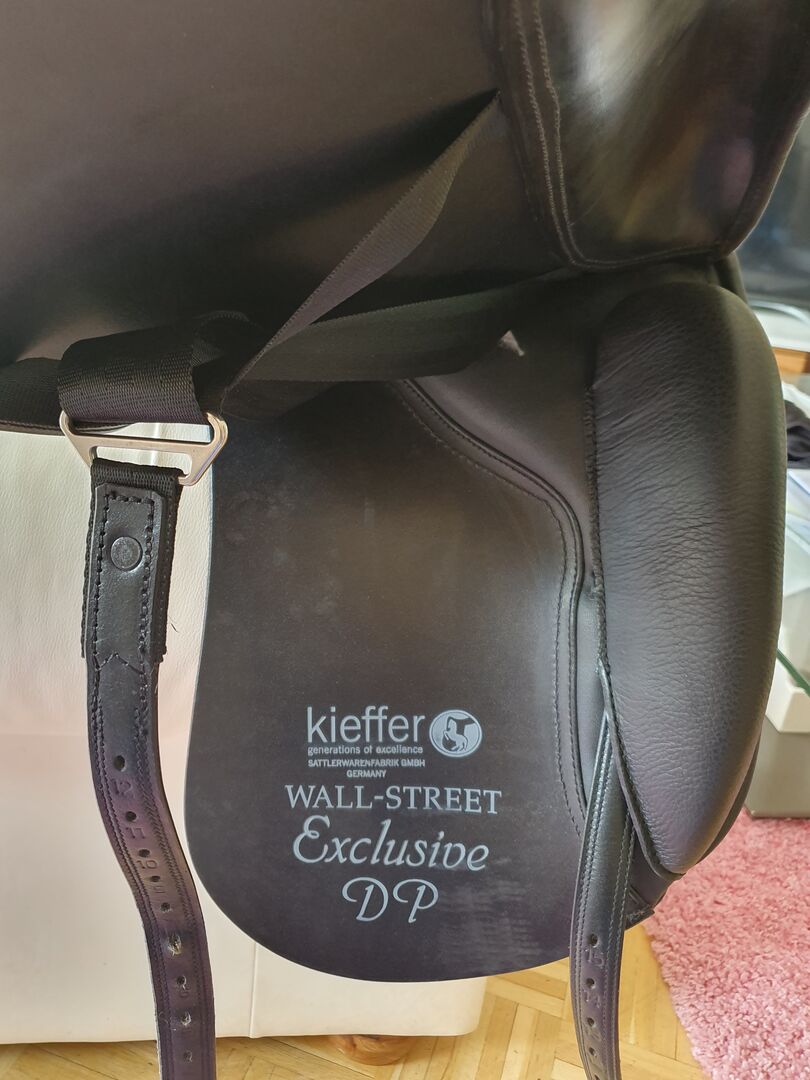 kieffer
generations of excellence
SATTLERWARENFABRIK GMBH
GERMANY
WALL-STREET
Exclusive
DP